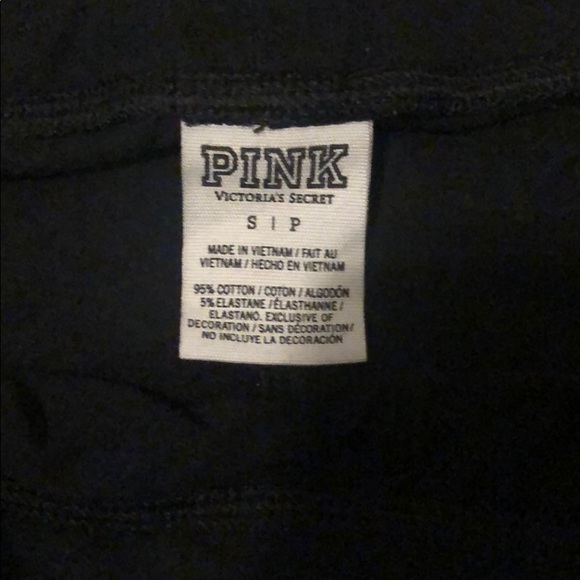 PINK
VICTORIA'S SECRET
S | P
MADE IN VIETNAM / FAIT AU
VIETNAM / HECHO EN VIETNAM
95% COTTON / COTON / ALGODÓN
5% ELASTANE / ÉLASTHANNE /
ELASTANO. EXCLUSIVE OF
DECORATION / SANS DÉCORATION /
NO INCLUYE LA DECORACIÓN